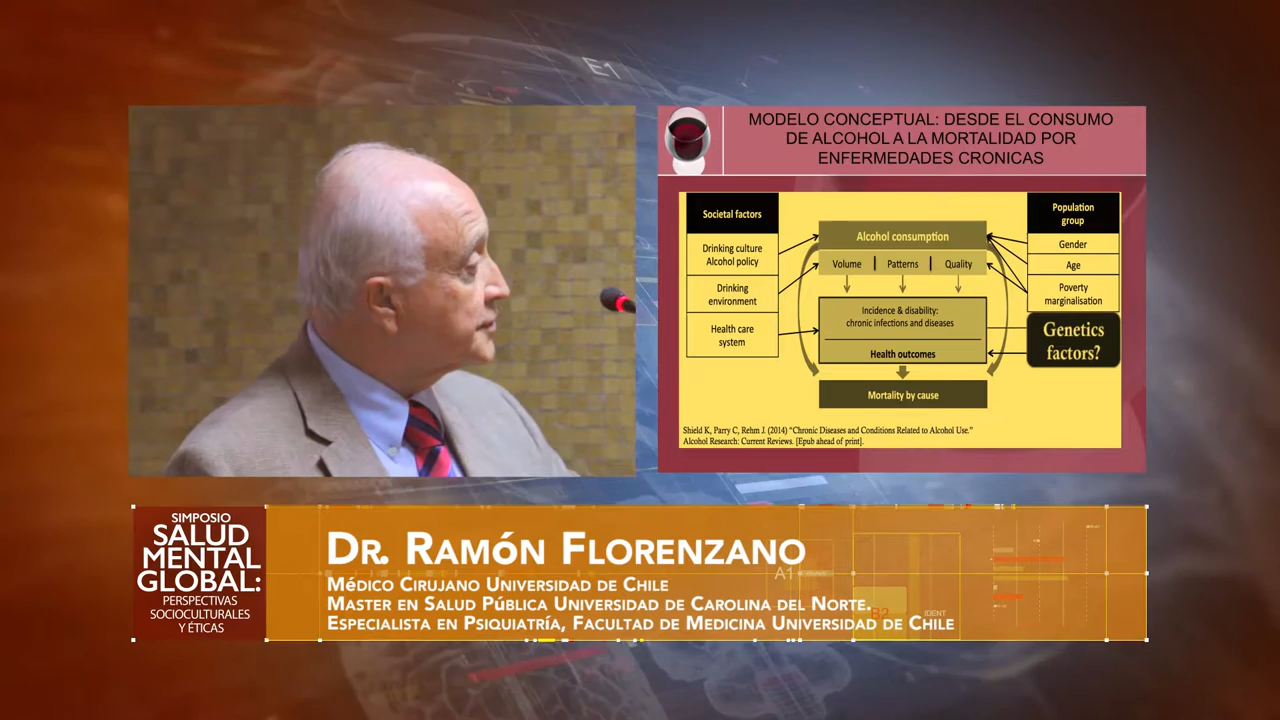 E1
MODELO CONCEPTUAL: DESDE EL CONSUMO
DE ALCOHOL A LA MORTALIDAD POR
ENFERMEDADES CRONICAS
Societal factors
Drinking culture
Alcohol policy
Drinking
environment
Health care
system
Alcohol consumption
Volume | Patterns | Quality
Incidence & disability:
chronic infections and diseases
Health outcomes
Mortality by cause
Population
group
Gender
Age
Poverty
marginalisation
Genetics
factors?
Shield K, Parry C, Rehm J. (2014) "Chronic Diseases and Conditions Related to Alcohol Use."
Alcohol Research: Current Reviews. [Epub ahead of print].
SIMPOSIO
SALUD
MENTAL
GLOBAL:
PERSPECTIVAS
SOCIOCULTURALES
Y ÉTICAS
DR. RAMÓN FLORENZANO
MÉDICO CIRUJANO UNIVERSIDAD DE CHILE
MASTER EN SALUD PÚBLICA UNIVERSIDAD DE CAROLINA DEL NORTE.
ESPECIALISTA EN PSIQUIATRÍA, FACULTAD DE MEDICINA UNIVERSIDAD DE CHILE
A1
B2
IDENT